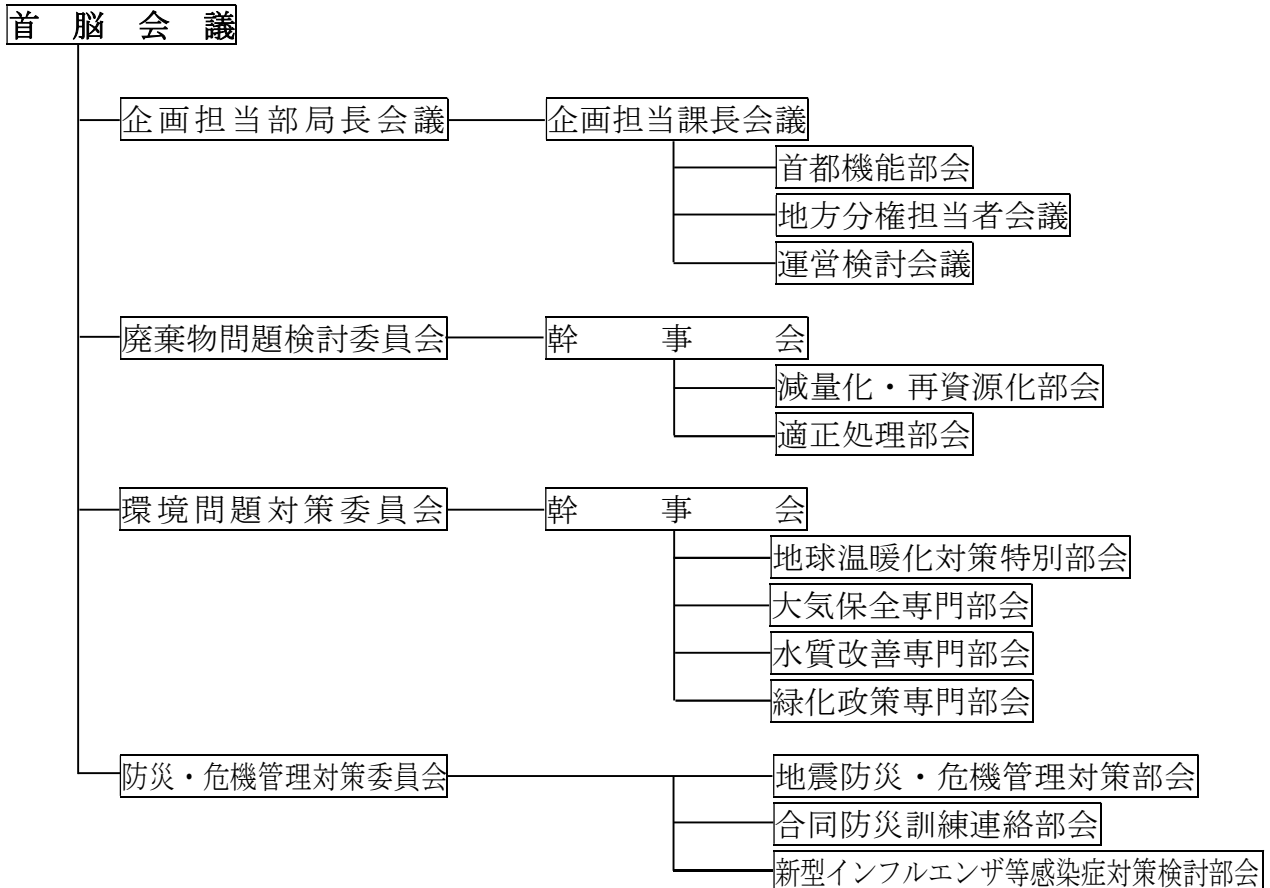 首脳会議
企画担当部局長会議 企画担当課長会議
首都機能部会
地方分権担当者会議
運営検討会議
廃棄物問題検討委員会 幹事会
減量化・再資源化部会
適正処理部会
環境問題対策委員会 幹事会
地球温暖化対策特別部会
大気保全専門部会
水質改善専門部会
緑化政策専門部会
防災・危機管理対策委員会 地震防災・危機管理対策部会
合同防災訓練連絡部会
新型インフルエンザ等感染症対策検討部会